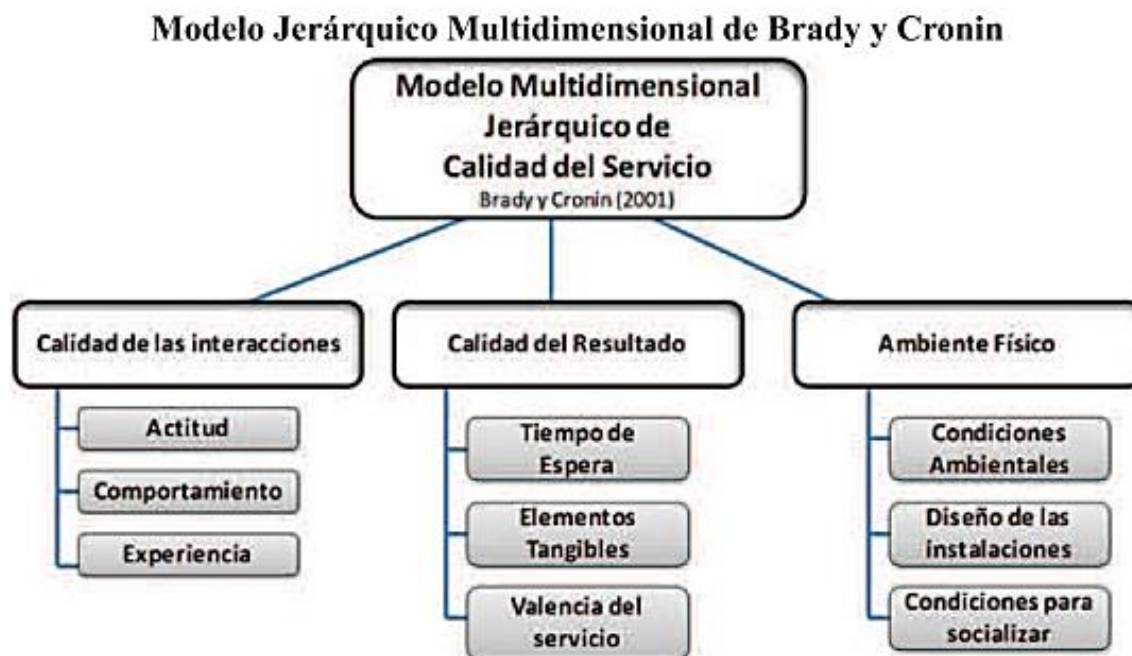 Modelo Jerárquico Multidimensional de Brady y Cronin
Modelo Multidimensional
Jerárquico de
Calidad del Servicio
Brady y Cronin (2001)
Calidad de las interacciones
Actitud
Comportamiento
Experiencia
Calidad del Resultado
Tiempo de
Espera
Elementos
Tangibles
Valencia del
servicio
Ambiente Físico
Condiciones
Ambientales
Diseño de las
instalaciones
Condiciones para
socializar